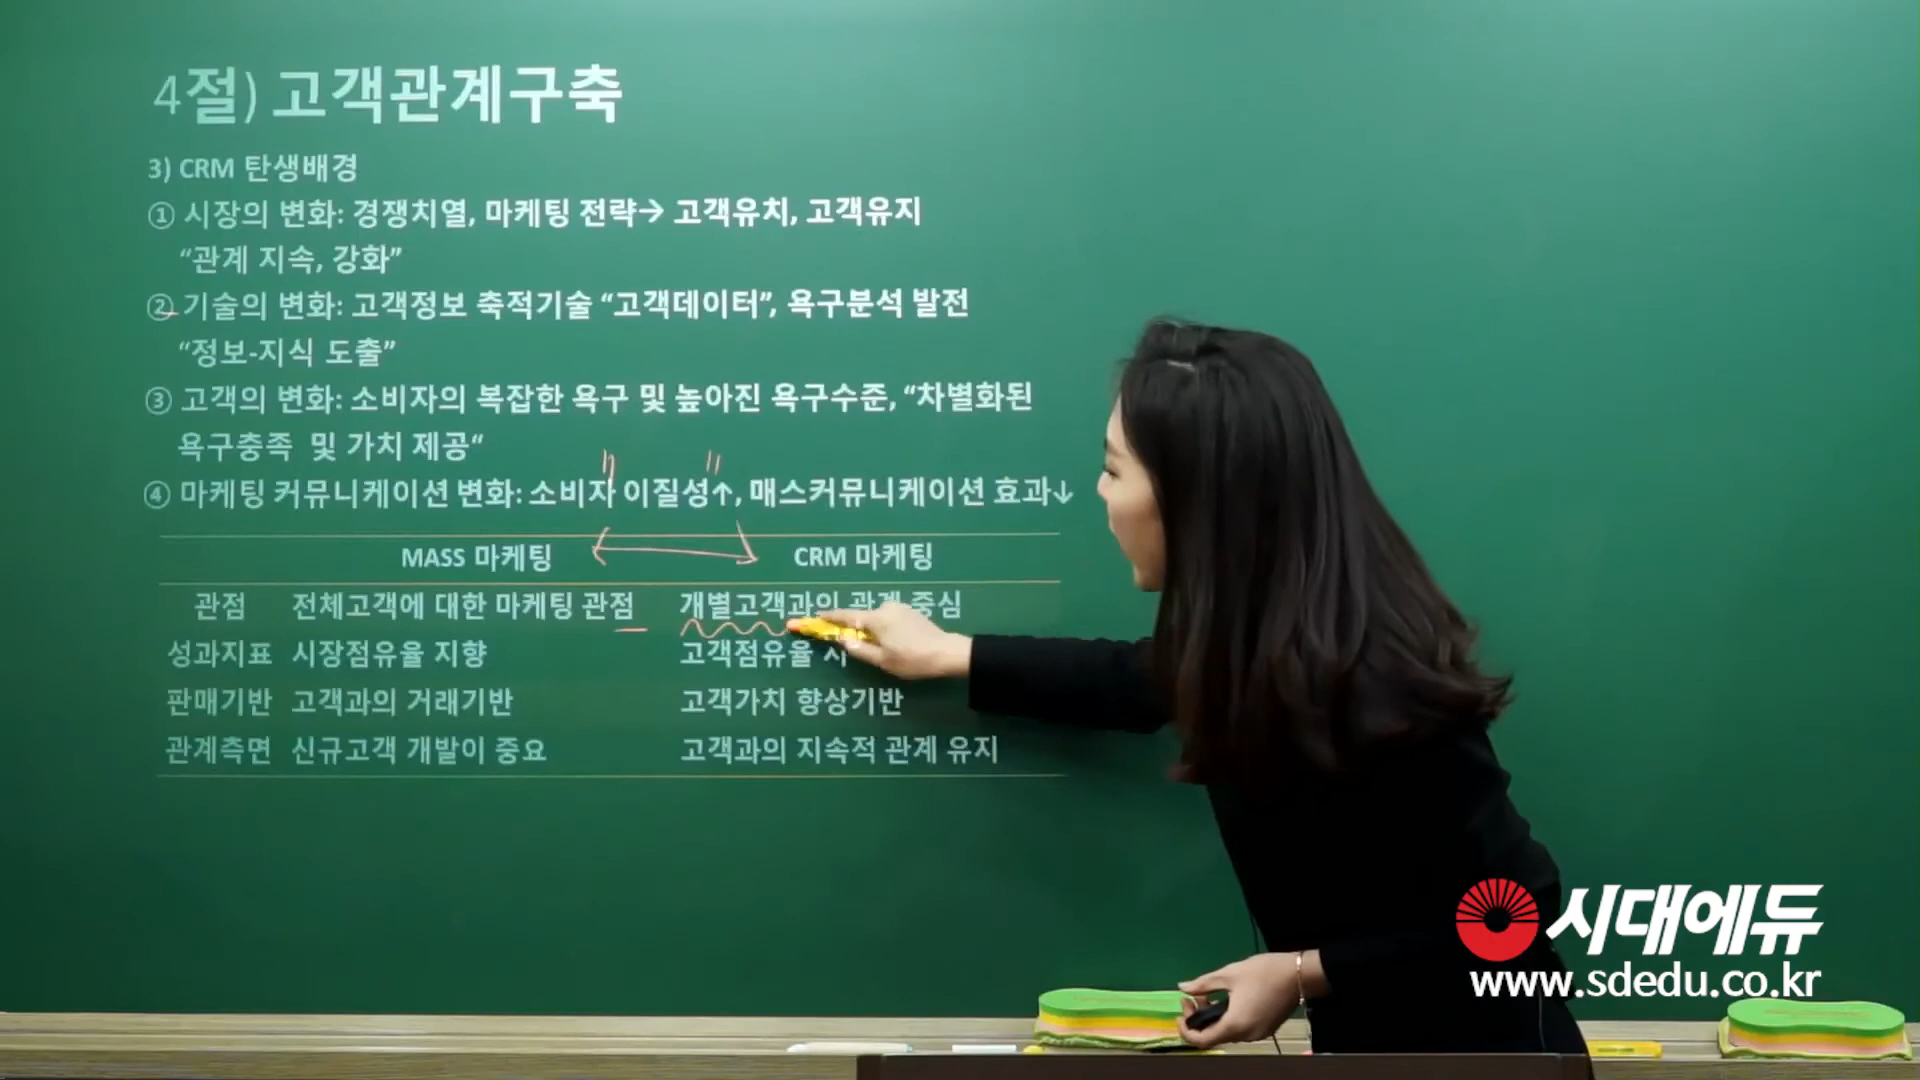 4절) 고객관계구축
3) CRM 탄생배경
① 시장의 변화: 경쟁치열, 마케팅 전략→ 고객유치, 고객유지
“관계 지속, 강화”
② 기술의 변화: 고객정보 축적기술 “고객데이터”, 욕구분석 발전
“정보-지식 도출”
③ 고객의 변화: 소비자의 복잡한 욕구 및 높아진 욕구수준, “차별화된
욕구충족 및 가치 제공“
④ 마케팅 커뮤니케이션 변화: 소비자 이질성↑, 매스커뮤니케이션 효과↓
MASS 마케팅 CRM 마케팅
관점 전체고객에 대한 마케팅 관점 개별고객과의 관계 중심
성과지표 시장점유율 지향 고객점유율
판매기반 고객과의 거래기반 고객가치 향상기반
관계측면 신규고객 개발이 중요 고객과의 지속적 관계 유지
시대에듀
www.sdedu.co.kr